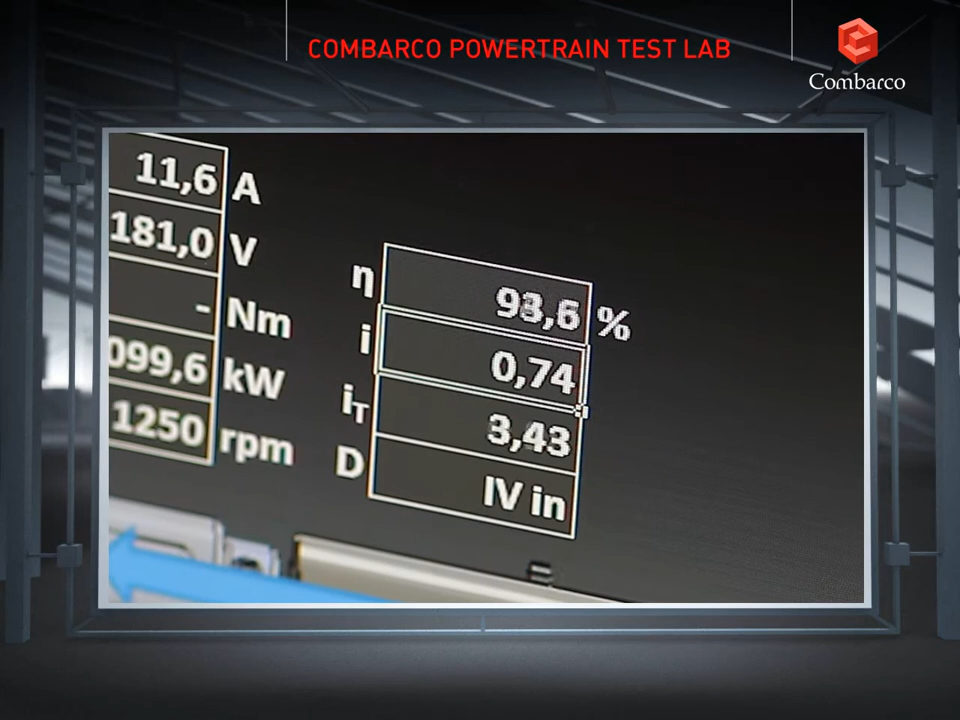 COMBARCO POWERTRAIN TEST LAB
Combarco
11,6 A
181,0 V
- Nm
099,6 kW
1250 rpm
η 93,6 %
i 0,74
iT 3,43
D IV in